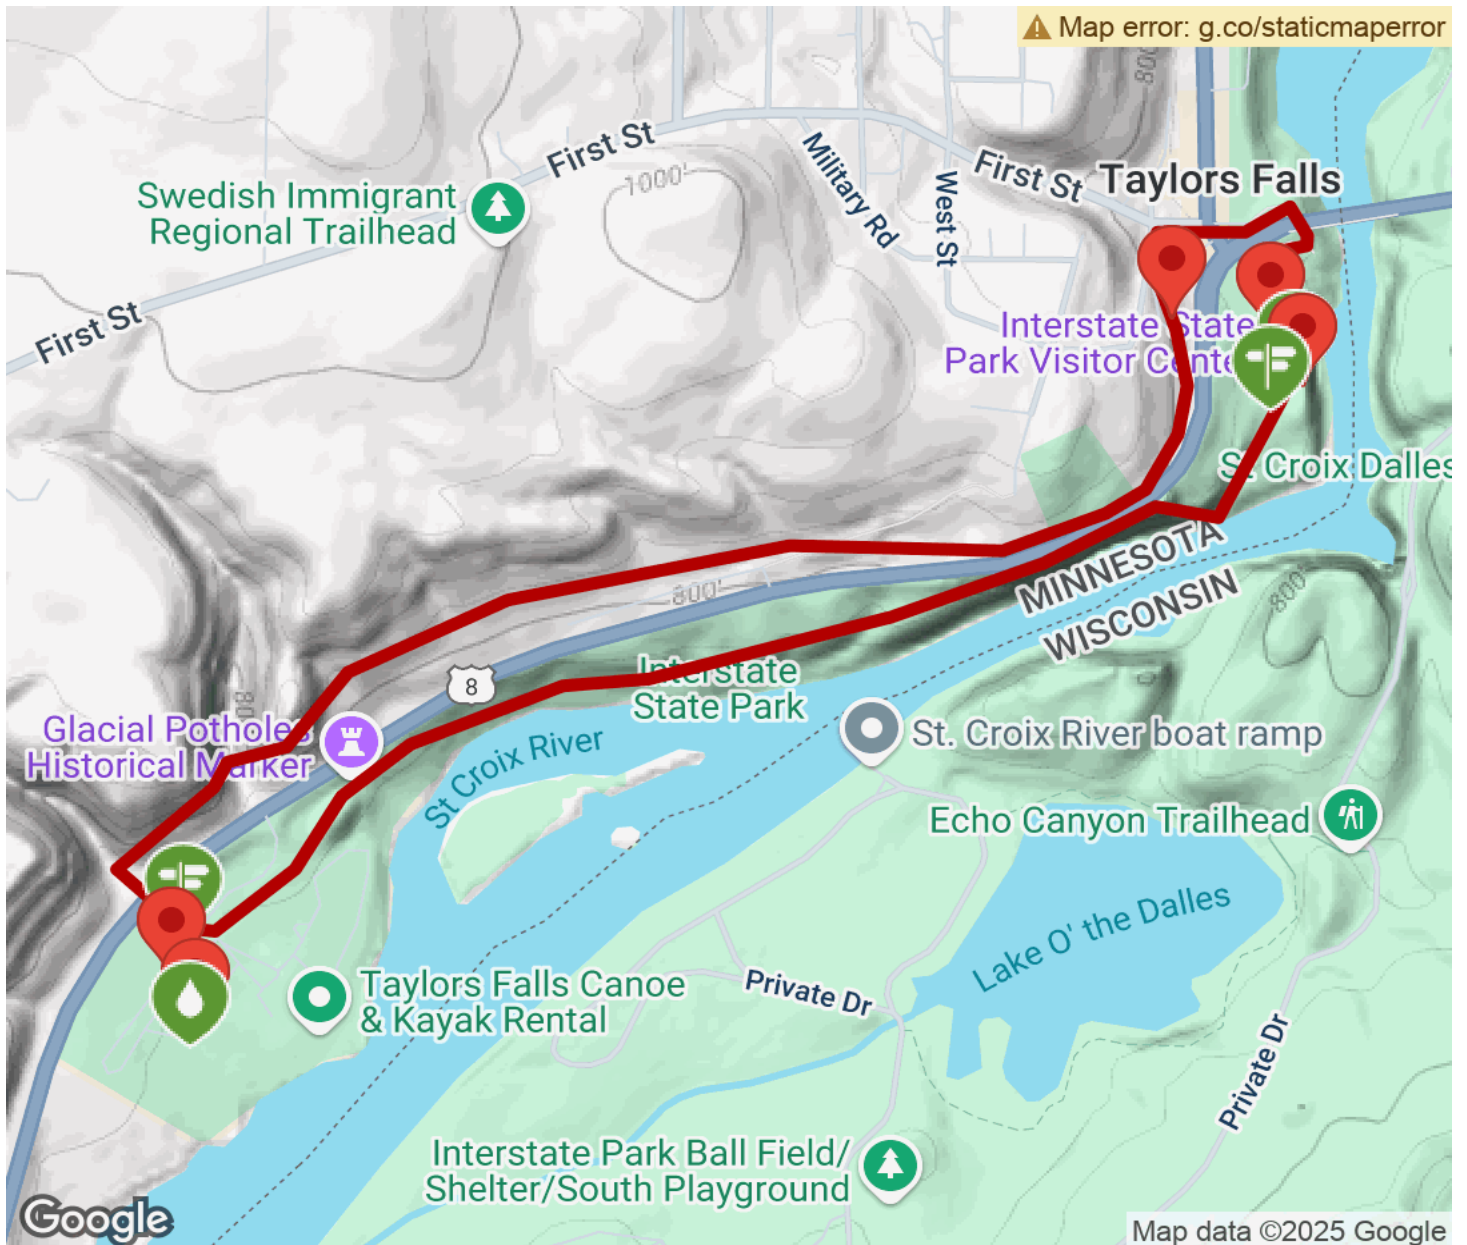 Map error: g.co/staticmaperror
800'
First St
1000'
Military Rd
First St
Taylors Falls
Swedish Immigrant
Regional Trailhead
West St
First St
Interstate State
Park Visitor Cente
St Croix Dalles
MINNESOTA
WISCONSIN
800'
800'
8
Interstate
State Park
Glacial Potholes
Historical Marker
St Croix River
St. Croix River boat ramp
Echo Canyon Trailhead
Lake O' the Dalles
Taylors Falls Canoe
& Kayak Rental
Private Dr
Private Dr
Interstate Park Ball Field/
Shelter/South Playground
Google
Map data ©2025 Google